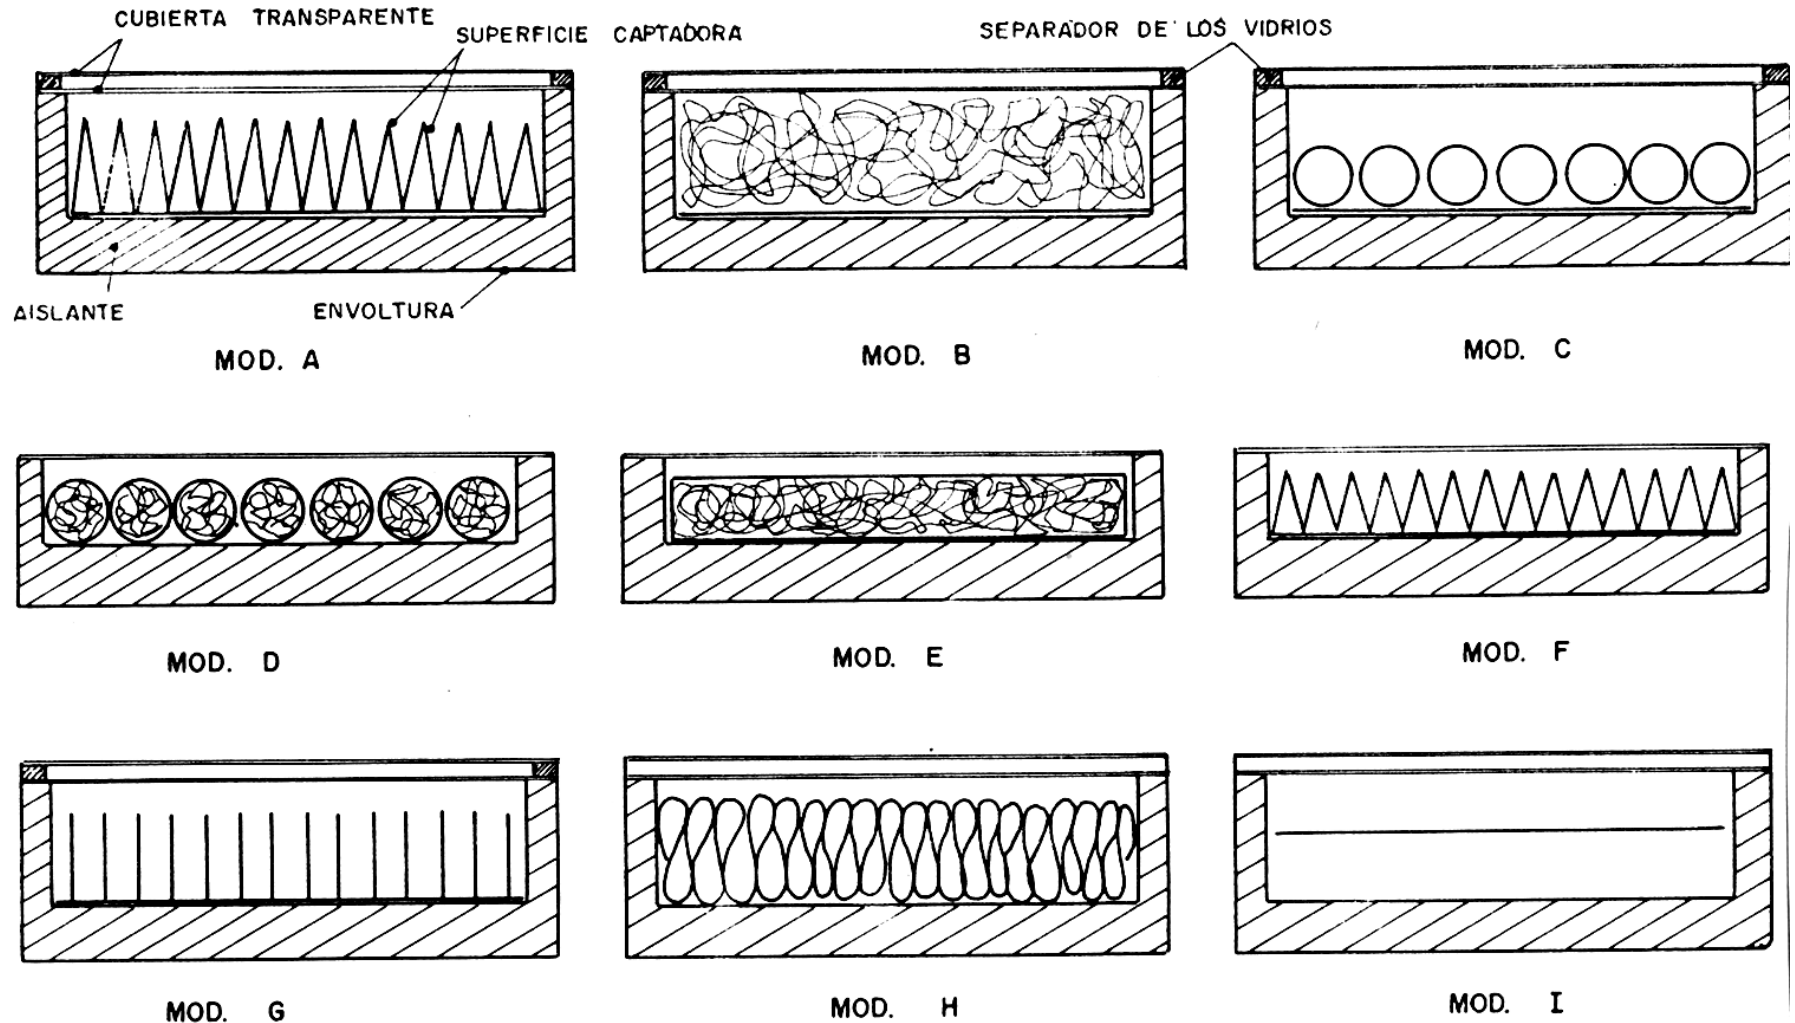 CUBIERTA TRANSPARENTE
SUPERFICIE CAPTADORA
SEPARADOR DE LOS VIDRIOS
AISLANTE
ENVOLTURA
MOD. A
MOD. B
MOD. C
MOD. D
MOD. E
MOD. F
MOD. G
MOD. H
MOD. I